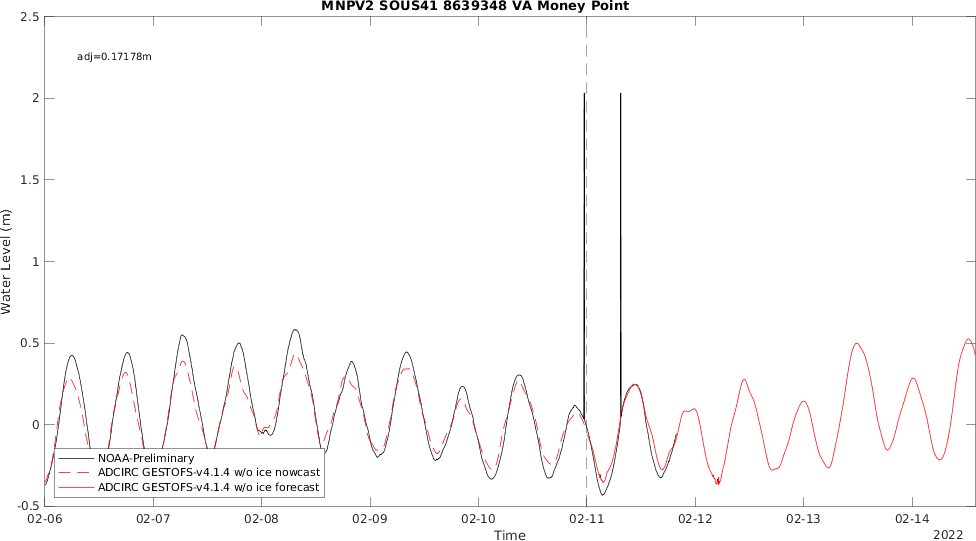 MNPV2 SOUS41 8639348 VA Money Point
2.5
adj=0.17178m
2
1.5
1
0.5
0
-0.5
Water Level (m)
NOAA-Preliminary
ADCIRC GESTOFS-v4.1.4 w/o ice nowcast
ADCIRC GESTOFS-v4.1.4 w/o ice forecast
02-06 02-07 02-08 02-09 02-10 02-11 02-12 02-13 02-14
Time
2022